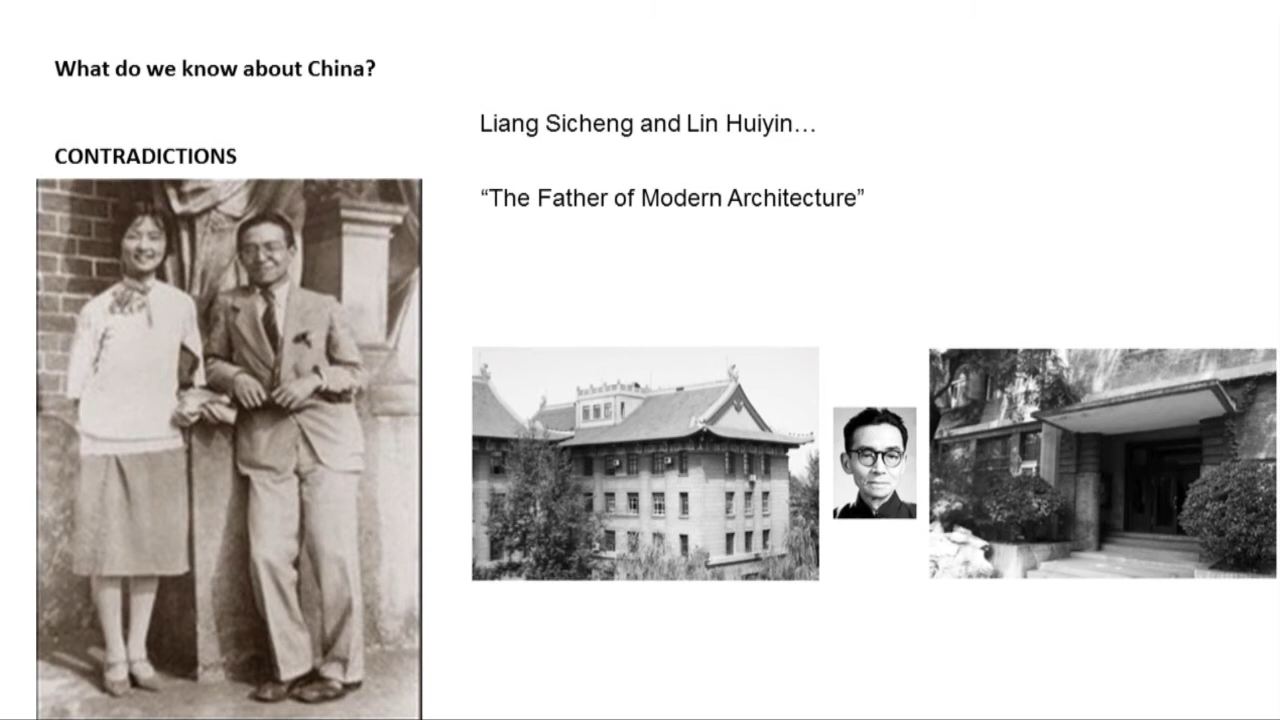 What do we know about China?
CONTRADICTIONS
Liang Sicheng and Lin Huiyin…
“The Father of Modern Architecture”